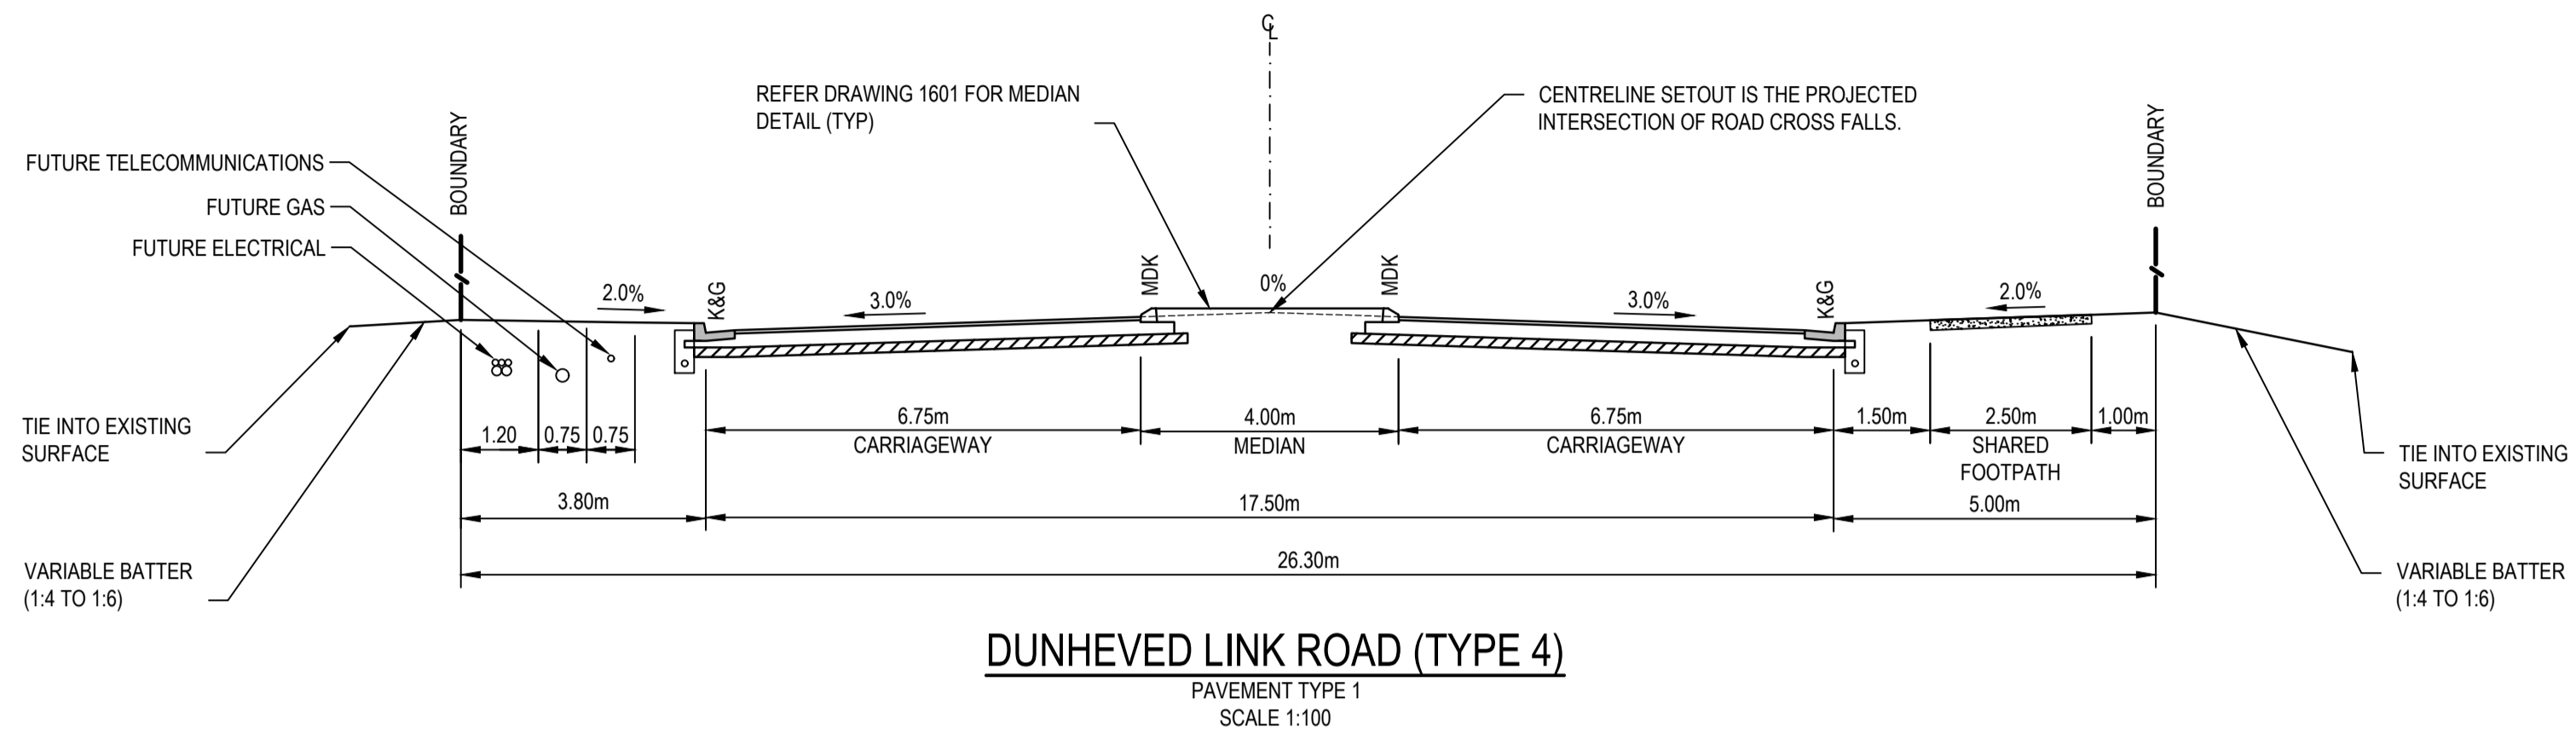 ℄
REFER DRAWING 1601 FOR MEDIAN
DETAIL (TYP)
CENTRELINE SETOUT IS THE PROJECTED
INTERSECTION OF ROAD CROSS FALLS.
BOUNDARY
BOUNDARY
FUTURE TELECOMMUNICATIONS
FUTURE GAS
FUTURE ELECTRICAL
2.0%
K&G
3.0%
MDK
0%
MDK
3.0%
K&G
2.0%
TIE INTO EXISTING
SURFACE
1.20
0.75
0.75
6.75m
CARRIAGEWAY
4.00m
MEDIAN
6.75m
CARRIAGEWAY
1.50m
2.50m
SHARED
FOOTPATH
1.00m
TIE INTO EXISTING
SURFACE
3.80m
17.50m
5.00m
26.30m
VARIABLE BATTER
(1:4 TO 1:6)
VARIABLE BATTER
(1:4 TO 1:6)
DUNHEVED LINK ROAD (TYPE 4)
PAVEMENT TYPE 1
SCALE 1:100